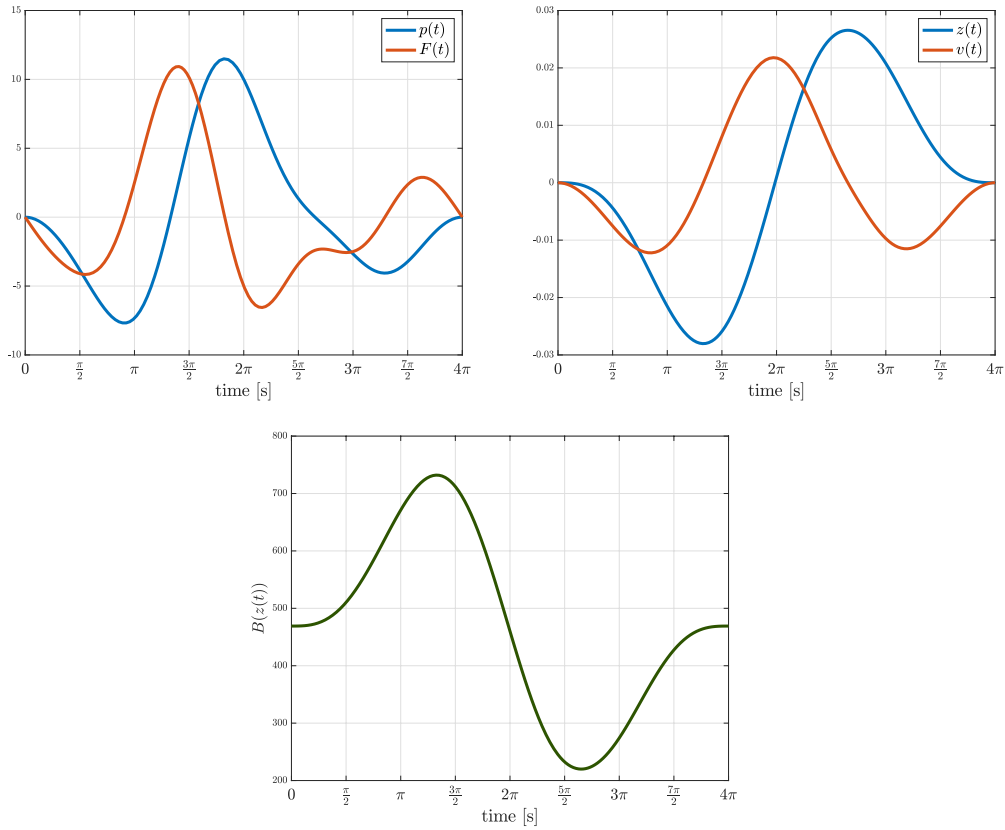 15
10
5
0
-5
-10
p(t)
F(t)
0
π/2
π
3π/2
2π
5π/2
3π
7π/2
4π
time [s]
0.03
0.02
0.01
0
-0.01
-0.02
-0.03
z(t)
v(t)
0
π/2
π
3π/2
2π
5π/2
3π
7π/2
4π
time [s]
800
700
600
500
400
300
200
B(z(t))
0
π/2
π
3π/2
2π
5π/2
3π
7π/2
4π
time [s]